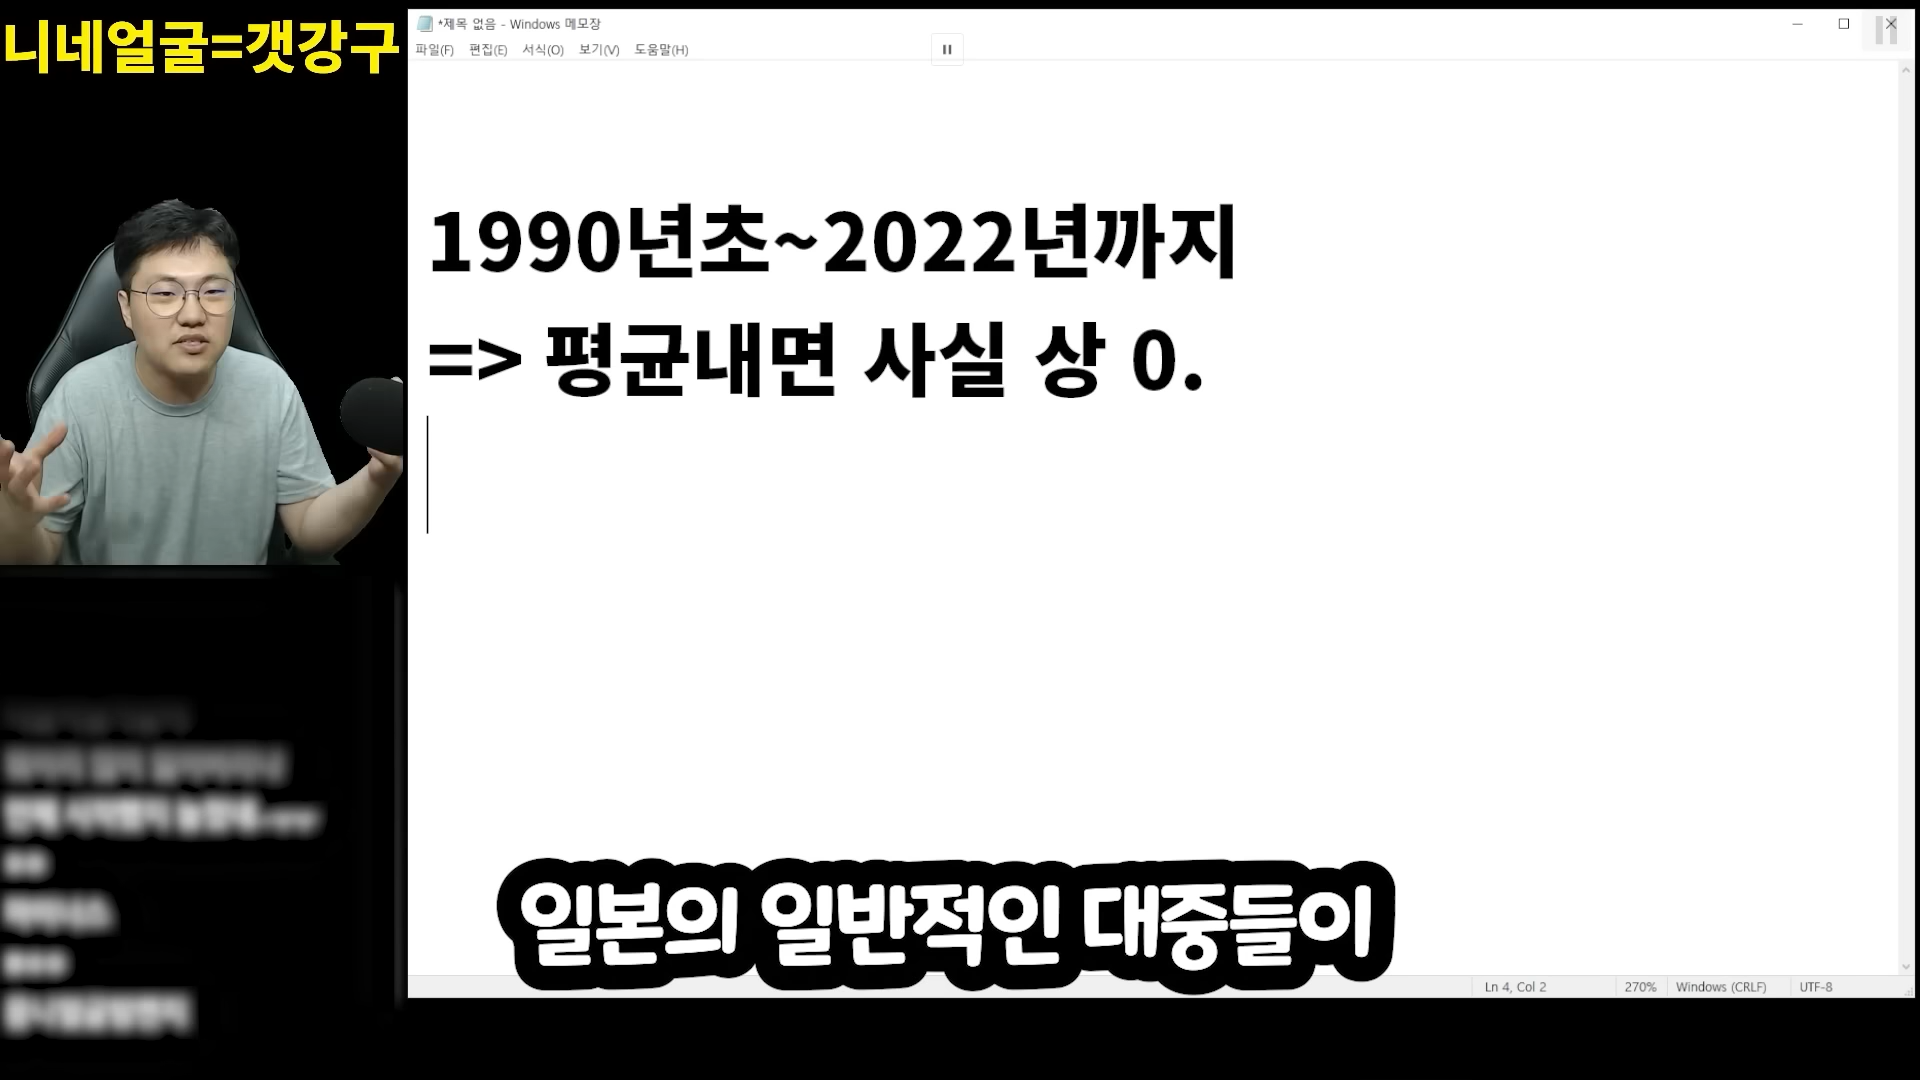 니네얼굴=갯강구
*제목 없음 - Windows 메모장
파일(F) 편집(E) 서식(O) 보기(V) 도움말(H)
1990년초~2022년까지
=> 평균내면 사실 상 0.
일본의 일반적인 대중들이
Ln 4, Col 2 270% Windows (CRLF) UTF-8